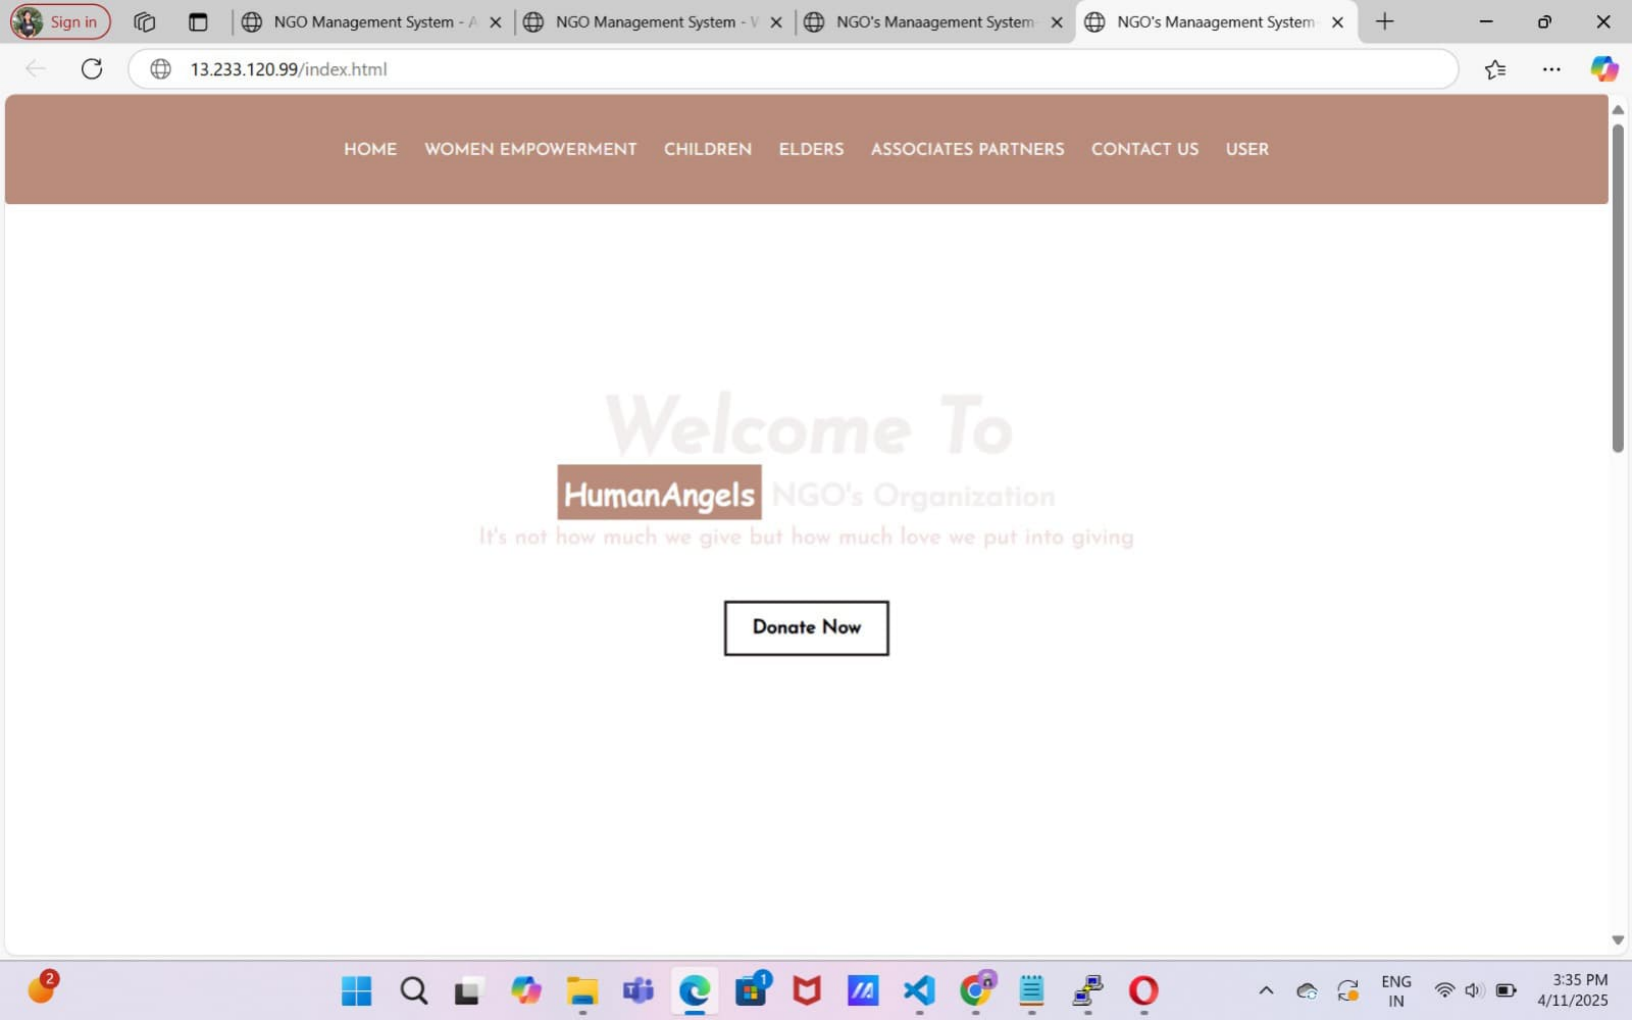 Sign in
NGO Management System - A
NGO Management System - V
NGO's Manaagement System
NGO's Manaagement System
13.233.120.99/index.html
HOME WOMEN EMPOWERMENT CHILDREN ELDERS ASSOCIATES PARTNERS CONTACT US USER
Welcome To
HumanAngels NGO's Organization
It's not how much we give but how much love we put into giving
Donate Now
2
1
ENG
IN
3:35 PM
4/11/2025